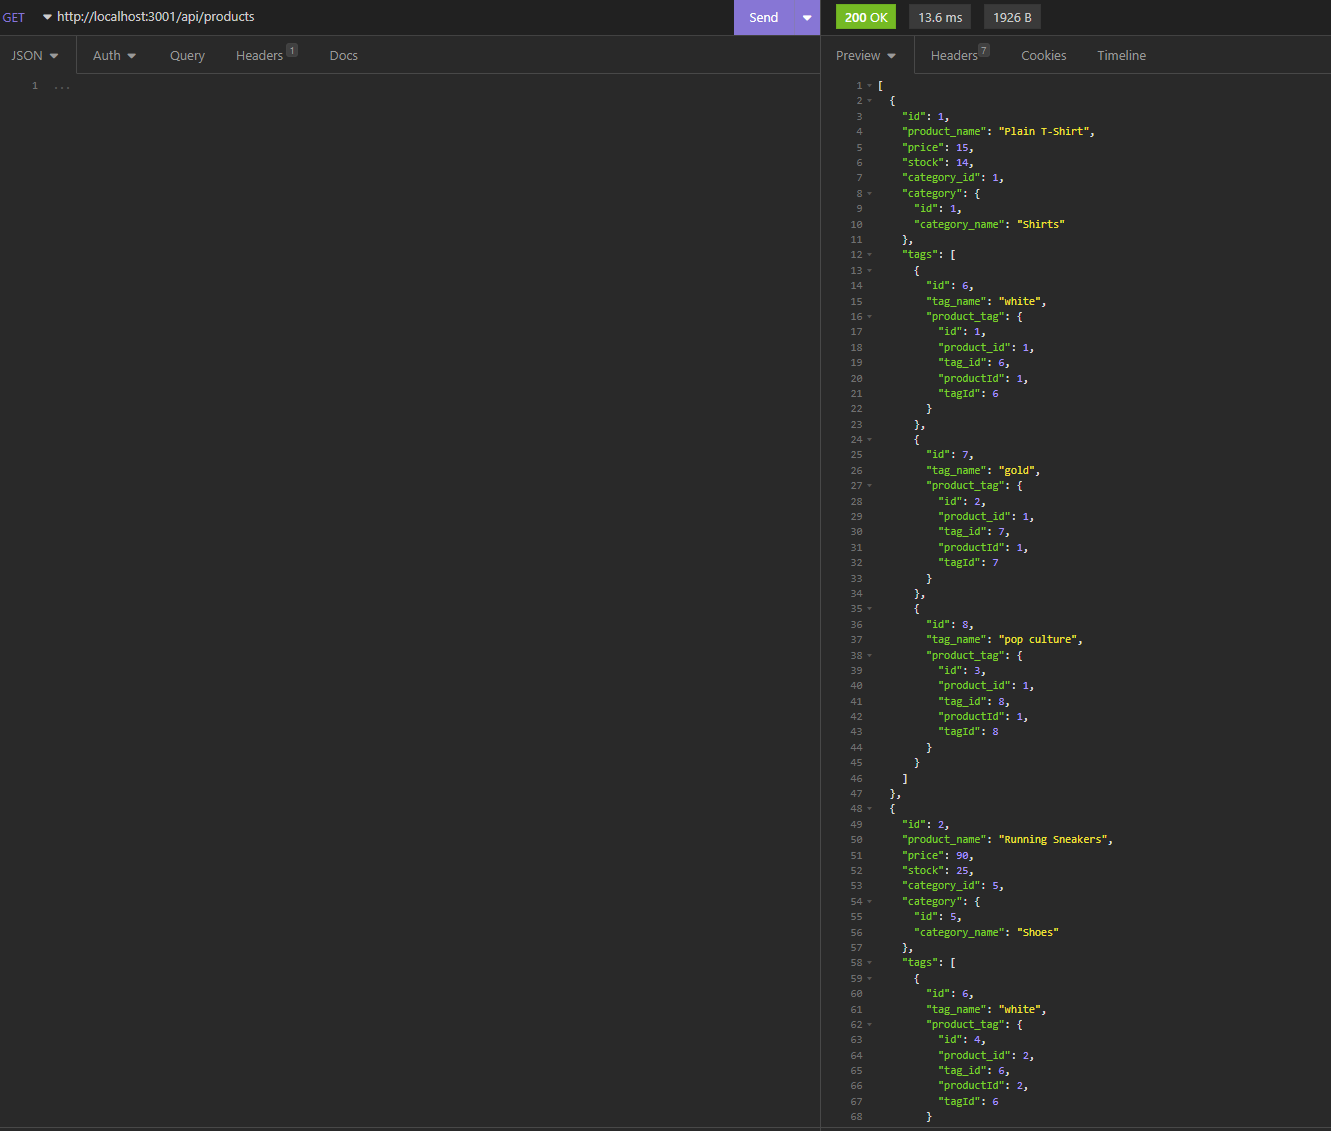 GET http://localhost:3001/api/products Send 200 OK 13.6 ms 1926 B
JSON Auth Query Headers 1 Docs Preview Headers 7 Cookies Timeline
1 ...
1 [
2 {
3 "id": 1,
4 "product_name": "Plain T-Shirt",
5 "price": 15,
6 "stock": 14,
7 "category_id": 1,
8 "category": {
9 "id": 1,
10 "category_name": "Shirts"
11 },
12 "tags": [
13 {
14 "id": 6,
15 "tag_name": "white",
16 "product_tag": {
17 "id": 1,
18 "product_id": 1,
19 "tag_id": 6,
20 "productId": 1,
21 "tagId": 6
22 }
23 },
24 {
25 "id": 7,
26 "tag_name": "gold",
27 "product_tag": {
28 "id": 2,
29 "product_id": 1,
30 "tag_id": 7,
31 "productId": 1,
32 "tagId": 7
33 }
34 },
35 {
36 "id": 8,
37 "tag_name": "pop culture",
38 "product_tag": {
39 "id": 3,
40 "product_id": 1,
41 "tag_id": 8,
42 "productId": 1,
43 "tagId": 8
44 }
45 }
46 ]
47 },
48 {
49 "id": 2,
50 "product_name": "Running Sneakers",
51 "price": 90,
52 "stock": 25,
53 "category_id": 5,
54 "category": {
55 "id": 5,
56 "category_name": "Shoes"
57 },
58 "tags": [
59 {
60 "id": 6,
61 "tag_name": "white",
62 "product_tag": {
63 "id": 4,
64 "product_id": 2,
65 "tag_id": 6,
66 "productId": 2,
67 "tagId": 6
68 }